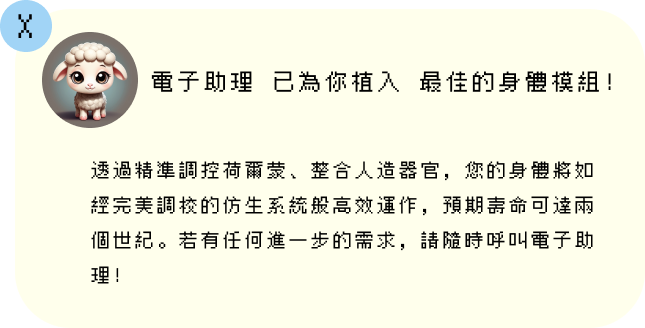 X
電子助理 已為你植入 最佳的身體模組!
透過精準調控荷爾蒙、整合人造器官，您的身體將如
經完美調校的仿生系統般高效運作，預期壽命可達兩
個世紀。若有任何進一步的需求，請隨時呼叫電子助
理!